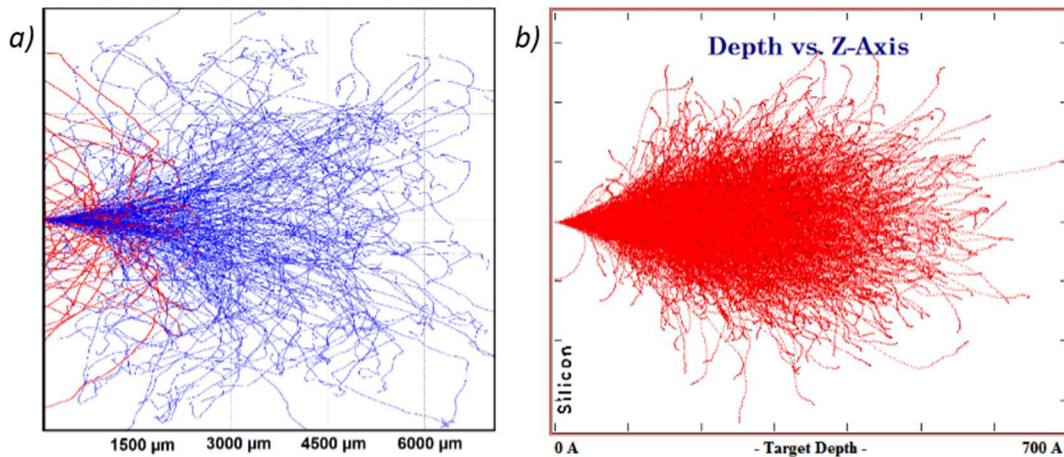 a)
1500 µm 3000 µm 4500 µm 6000 µm
b)
Depth vs. Z-Axis
Silicon
0 A - Target Depth - 700 A